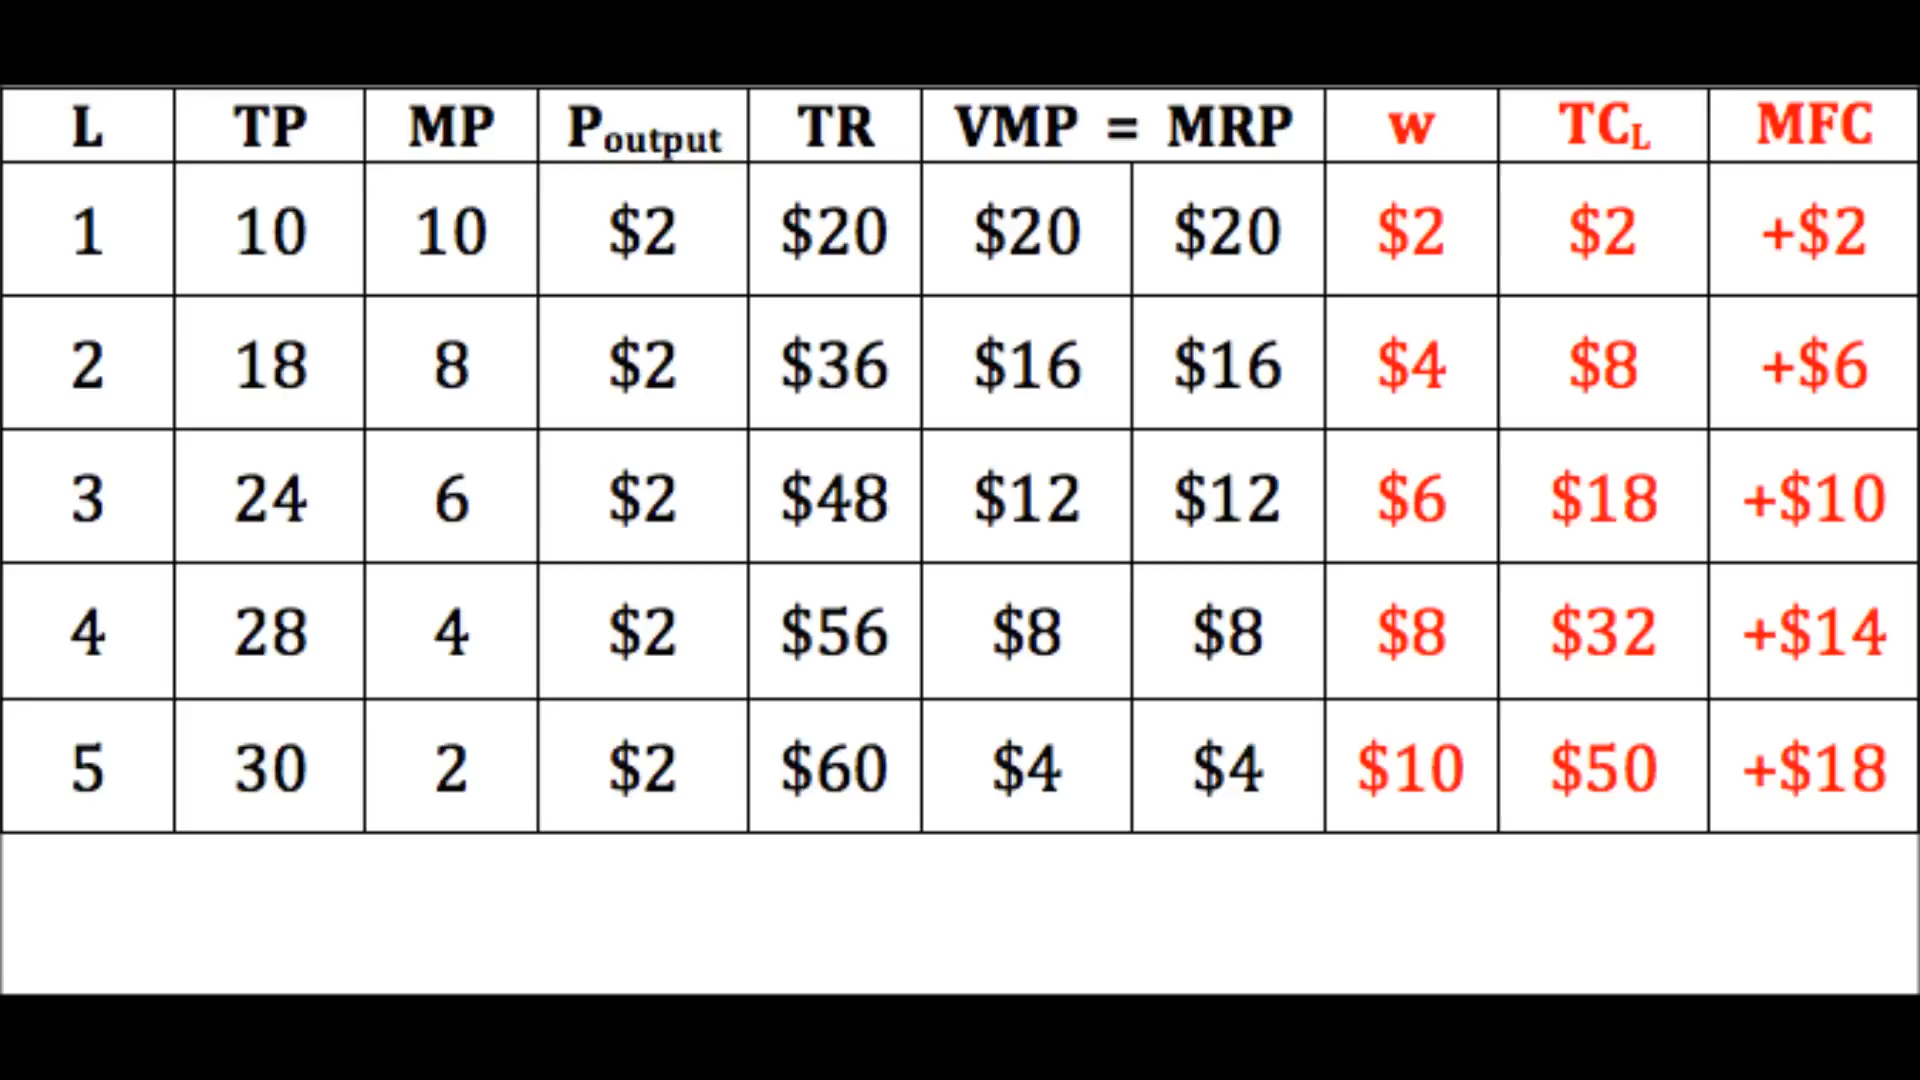 L TP MP Poutput TR VMP = MRP w TCL MFC
1 10 10 $2 $20 $20 $20 $2 $2 +$2
2 18 8 $2 $36 $16 $16 $4 $8 +$6
3 24 6 $2 $48 $12 $12 $6 $18 +$10
4 28 4 $2 $56 $8 $8 $8 $32 +$14
5 30 2 $2 $60 $4 $4 $10 $50 +$18